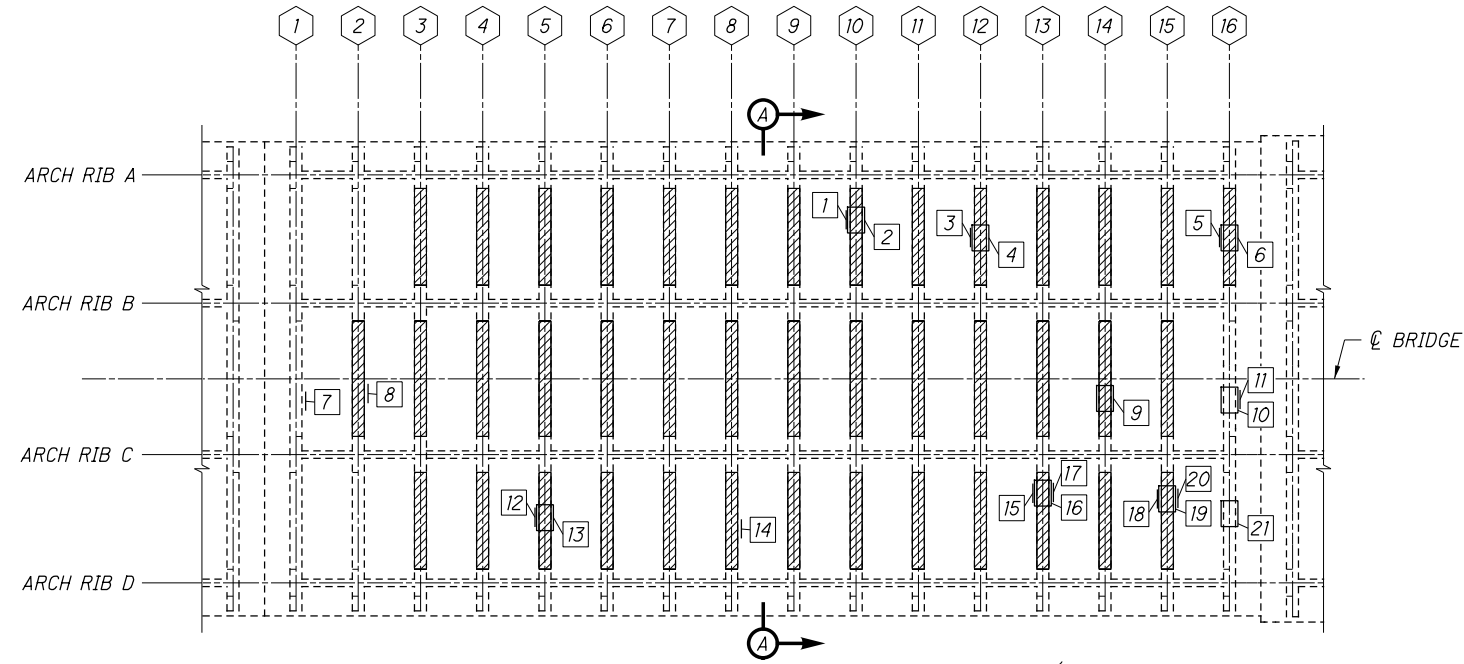 1 2 3 4 5 6 7 8 9 10 11 12 13 14 15 16
A
ARCH RIB A
1
2
3
4
5
6
ARCH RIB B
℄ BRIDGE
7
8
9
11
10
ARCH RIB C
12
13
14
15
17
16
18
20
19
21
ARCH RIB D
A